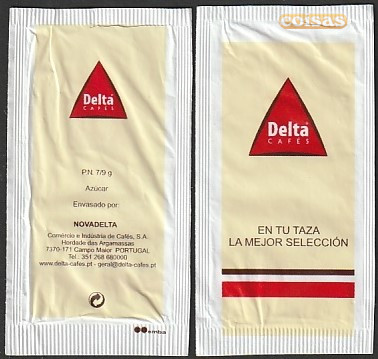 Delta
CAFÉS
P.N. 7/9 g
Azúcar
Envasado por:
NOVADELTA
Comércio e Indústria de Cafés, S.A.
Herdade das Argamassas
7370-171 Campo Maior PORTUGAL
Tel.: 351 268 680000
www.delta-cafes.pt - geral@delta-cafes.pt
emba
coisas
Delta
CAFÉS
EN TU TAZA
LA MEJOR SELECCIÓN